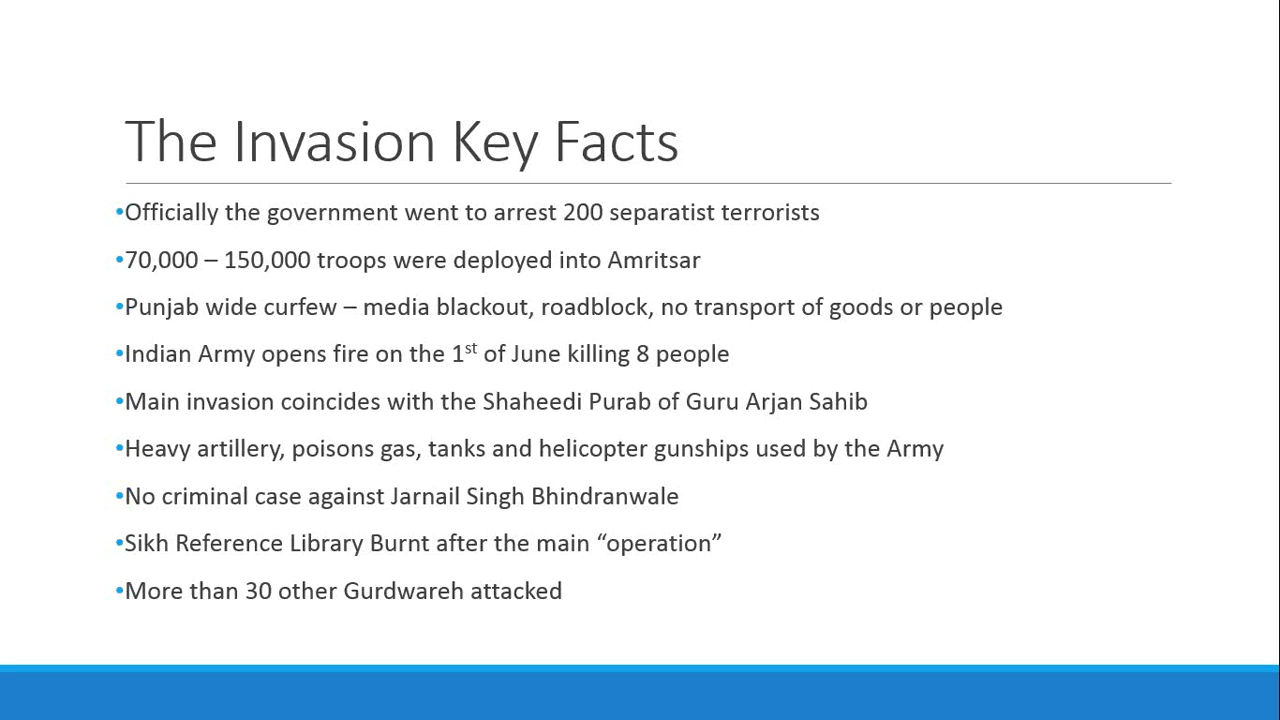 The Invasion Key Facts
•Officially the government went to arrest 200 separatist terrorists
•70,000 – 150,000 troops were deployed into Amritsar
•Punjab wide curfew – media blackout, roadblock, no transport of goods or people
•Indian Army opens fire on the 1st of June killing 8 people
•Main invasion coincides with the Shaheedi Purab of Guru Arjan Sahib
•Heavy artillery, poisons gas, tanks and helicopter gunships used by the Army
•No criminal case against Jarnail Singh Bhindranwale
•Sikh Reference Library Burnt after the main “operation”
•More than 30 other Gurdwareh attacked